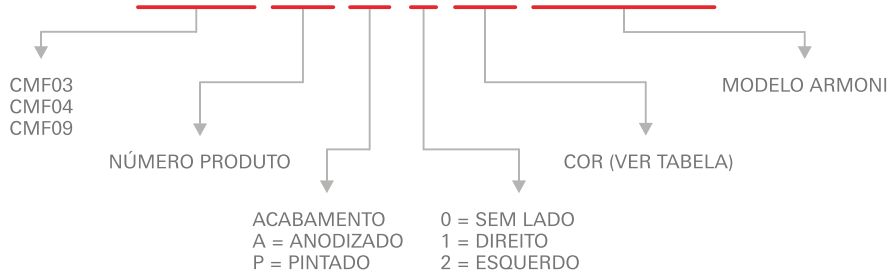 CMF03
CMF04
CMF09
MODELO ARMONI
NÚMERO PRODUTO
COR (VER TABELA)
ACABAMENTO
A = ANODIZADO
P = PINTADO
0 = SEM LADO
1 = DIREITO
2 = ESQUERDO